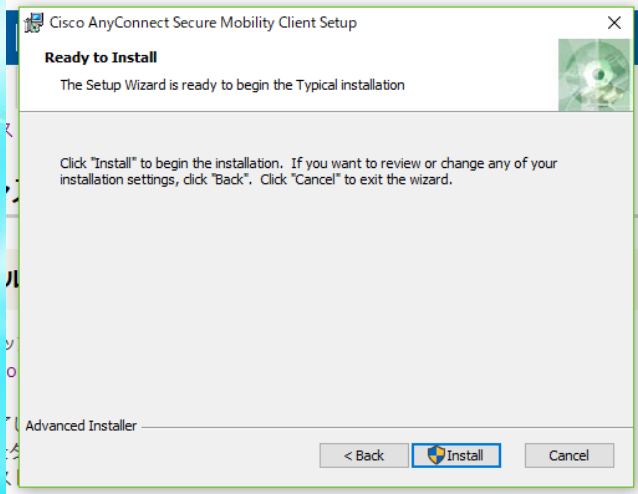 Cisco AnyConnect Secure Mobility Client Setup
Ready to Install
The Setup Wizard is ready to begin the Typical installation
Click "Install" to begin the installation. If you want to review or change any of your
installation settings, click "Back". Click "Cancel" to exit the wizard.
Advanced Installer
< Back
Install
Cancel